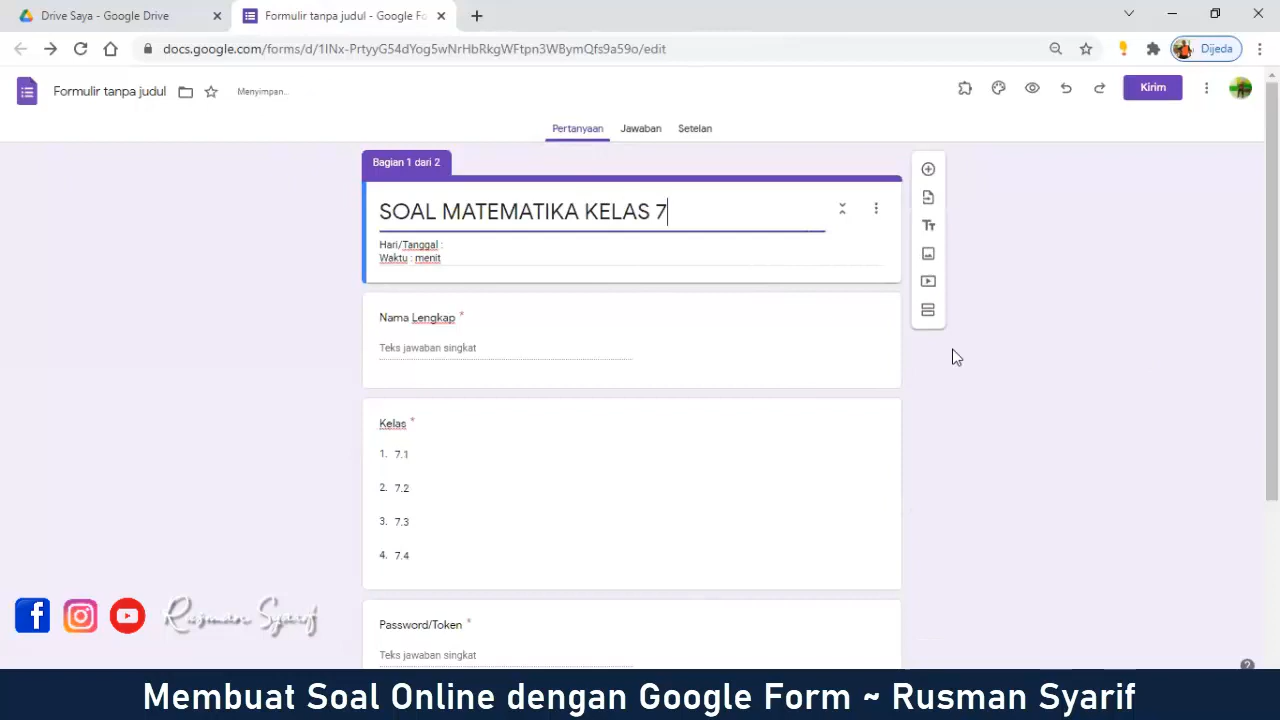 Drive Saya - Google Drive
Formulir tanpa judul - Google Fo
docs.google.com/forms/d/1INx-PrtyyG54dYog5wNrHbRkgWFtpn3WBymQfs9a59o/edit
Dijeda
Formulir tanpa judul
Menyimpan...
Kirim
Pertanyaan
Jawaban
Setelan
Bagian 1 dari 2
SOAL MATEMATIKA KELAS 7
Hari/Tanggal :
Waktu : menit
Nama Lengkap *
Teks jawaban singkat
Kelas *
1. 7.1
2. 7.2
3. 7.3
4. 7.4
Password/Token *
Teks jawaban singkat
Rusman Syarif
Membuat Soal Online dengan Google Form ~ Rusman Syarif